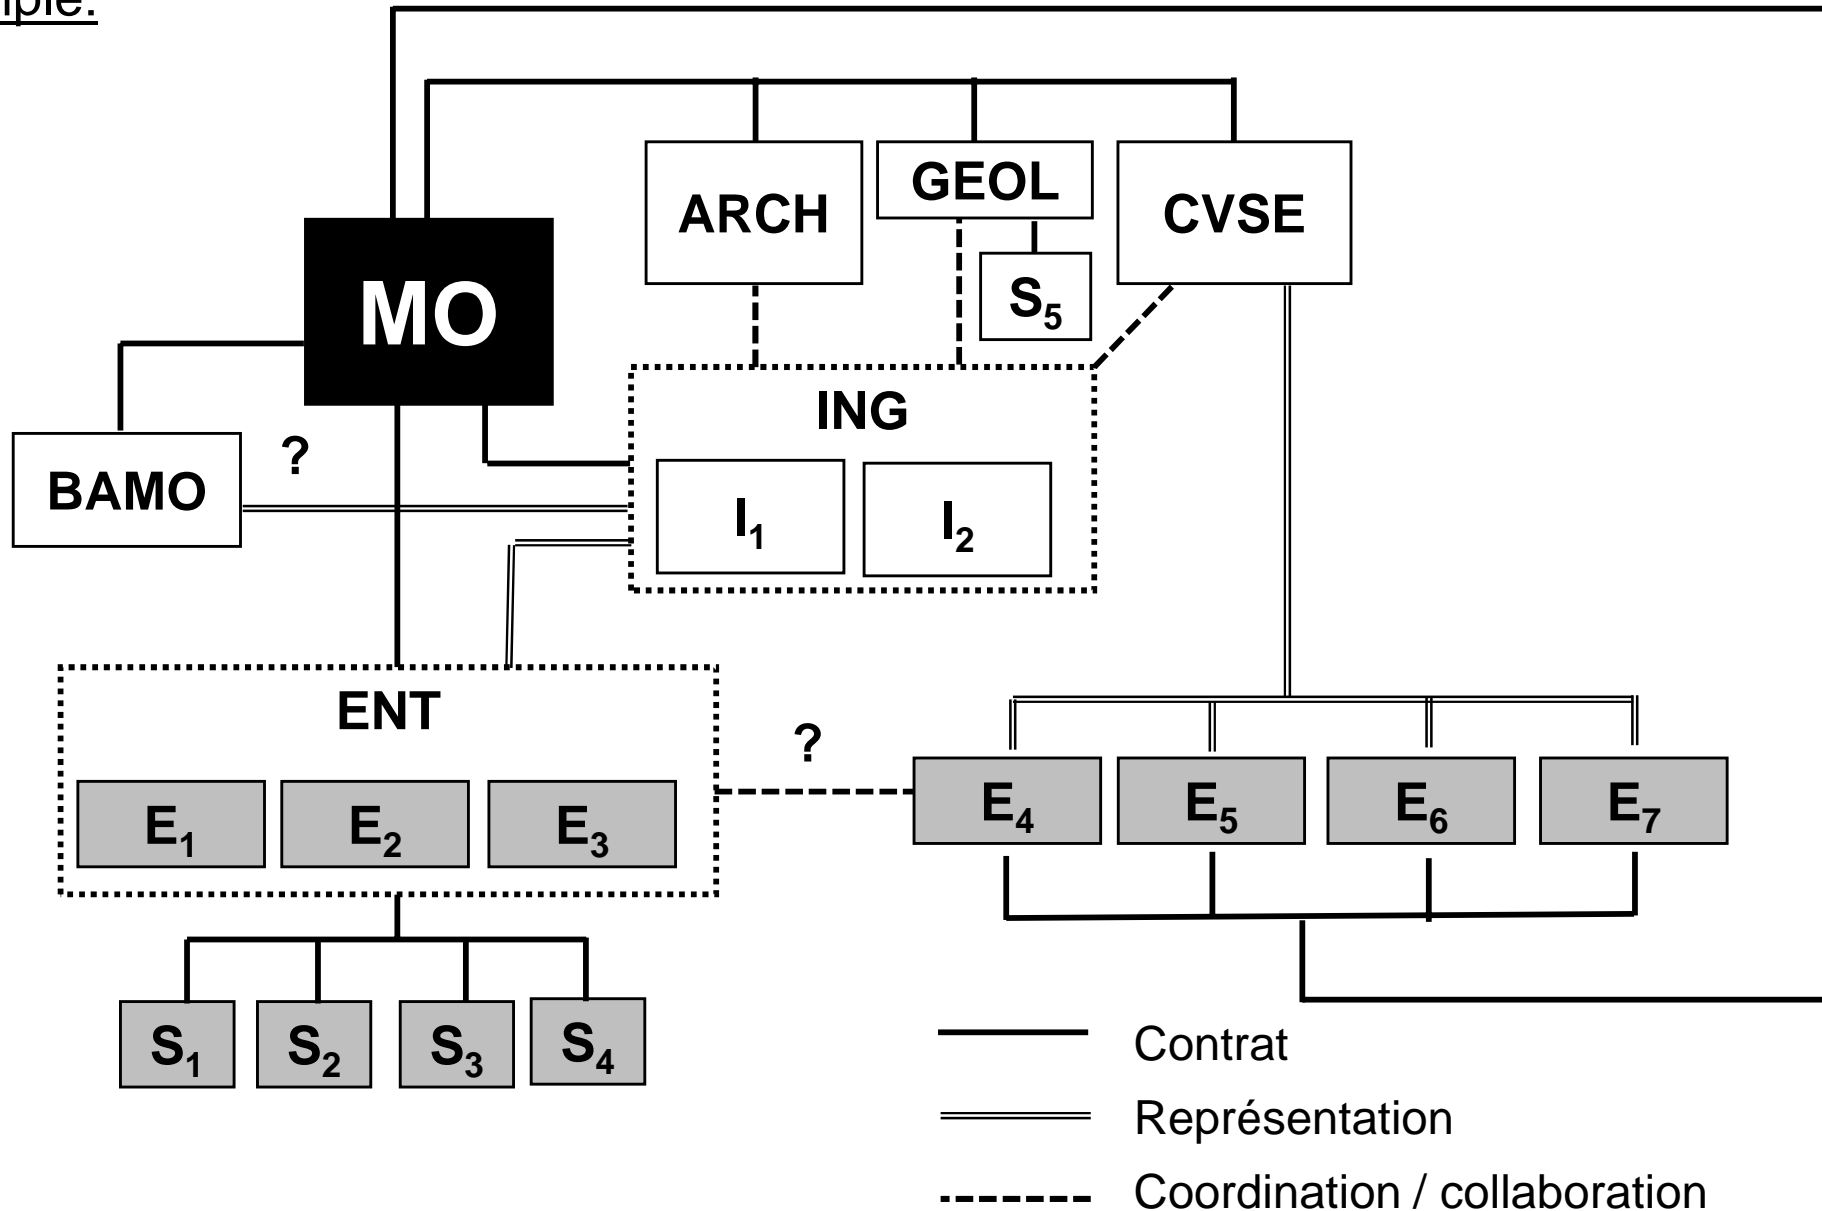 ARCH
GEOL
CVSE
S5
MO
ING
I1
I2
BAMO
?
ENT
E1
E2
E3
?
E4
E5
E6
E7
S1
S2
S3
S4
Contrat
Représentation
Coordination / collaboration